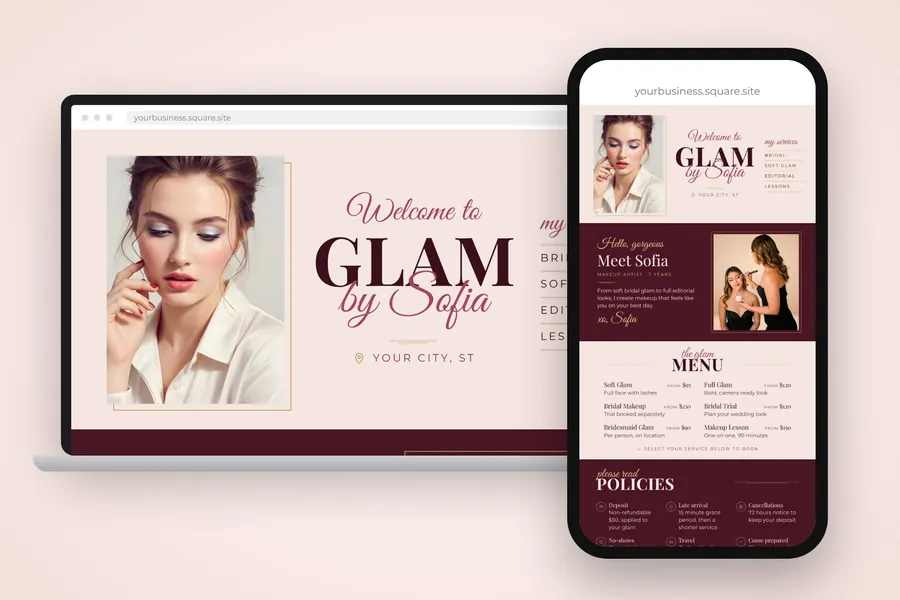 yourbusiness.square.site
Welcome to
GLAM
by Sofia
YOUR CITY, ST
my
BRI
SOF
EDIT
LES
yourbusiness.square.site
Welcome to
GLAM
by Sofia
YOUR CITY, ST
my services
BRIDAL
SOFT GLAM
EDITORIAL
LESSONS
Hello, gorgeous
Meet Sofia
MAKEUP ARTIST · 7 YEARS
From soft bridal glam to full editorial
looks, I create makeup that feels like
you on your best day.
xo, Sofia
the glam
MENU
Soft Glam FROM $95
Full face with lashes
Full Glam FROM $120
Bold, camera ready look
Bridal Makeup FROM $250
Trial booked separately
Bridal Trial FROM $120
Plan your wedding look
Bridesmaid Glam FROM $90
Per person, on location
Makeup Lesson FROM $150
One on one, 90 minutes
SELECT YOUR SERVICE BELOW TO BOOK
please read
POLICIES
Deposit
Non-refundable
$50, applied to
your glam
Late arrival
15 minute grace
period, then a
shorter service
Cancellations
72 hours notice to
keep your deposit
No-shows
Travel
Come prepared